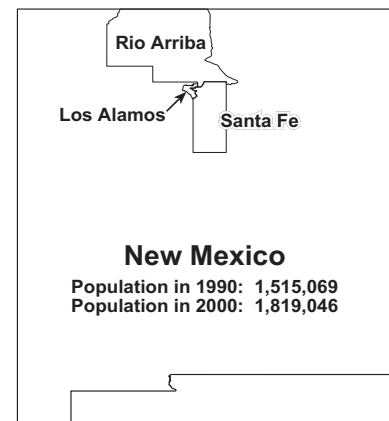 Rio Arriba
Los Alamos
Santa Fe
New Mexico
Population in 1990: 1,515,069
Population in 2000: 1,819,046